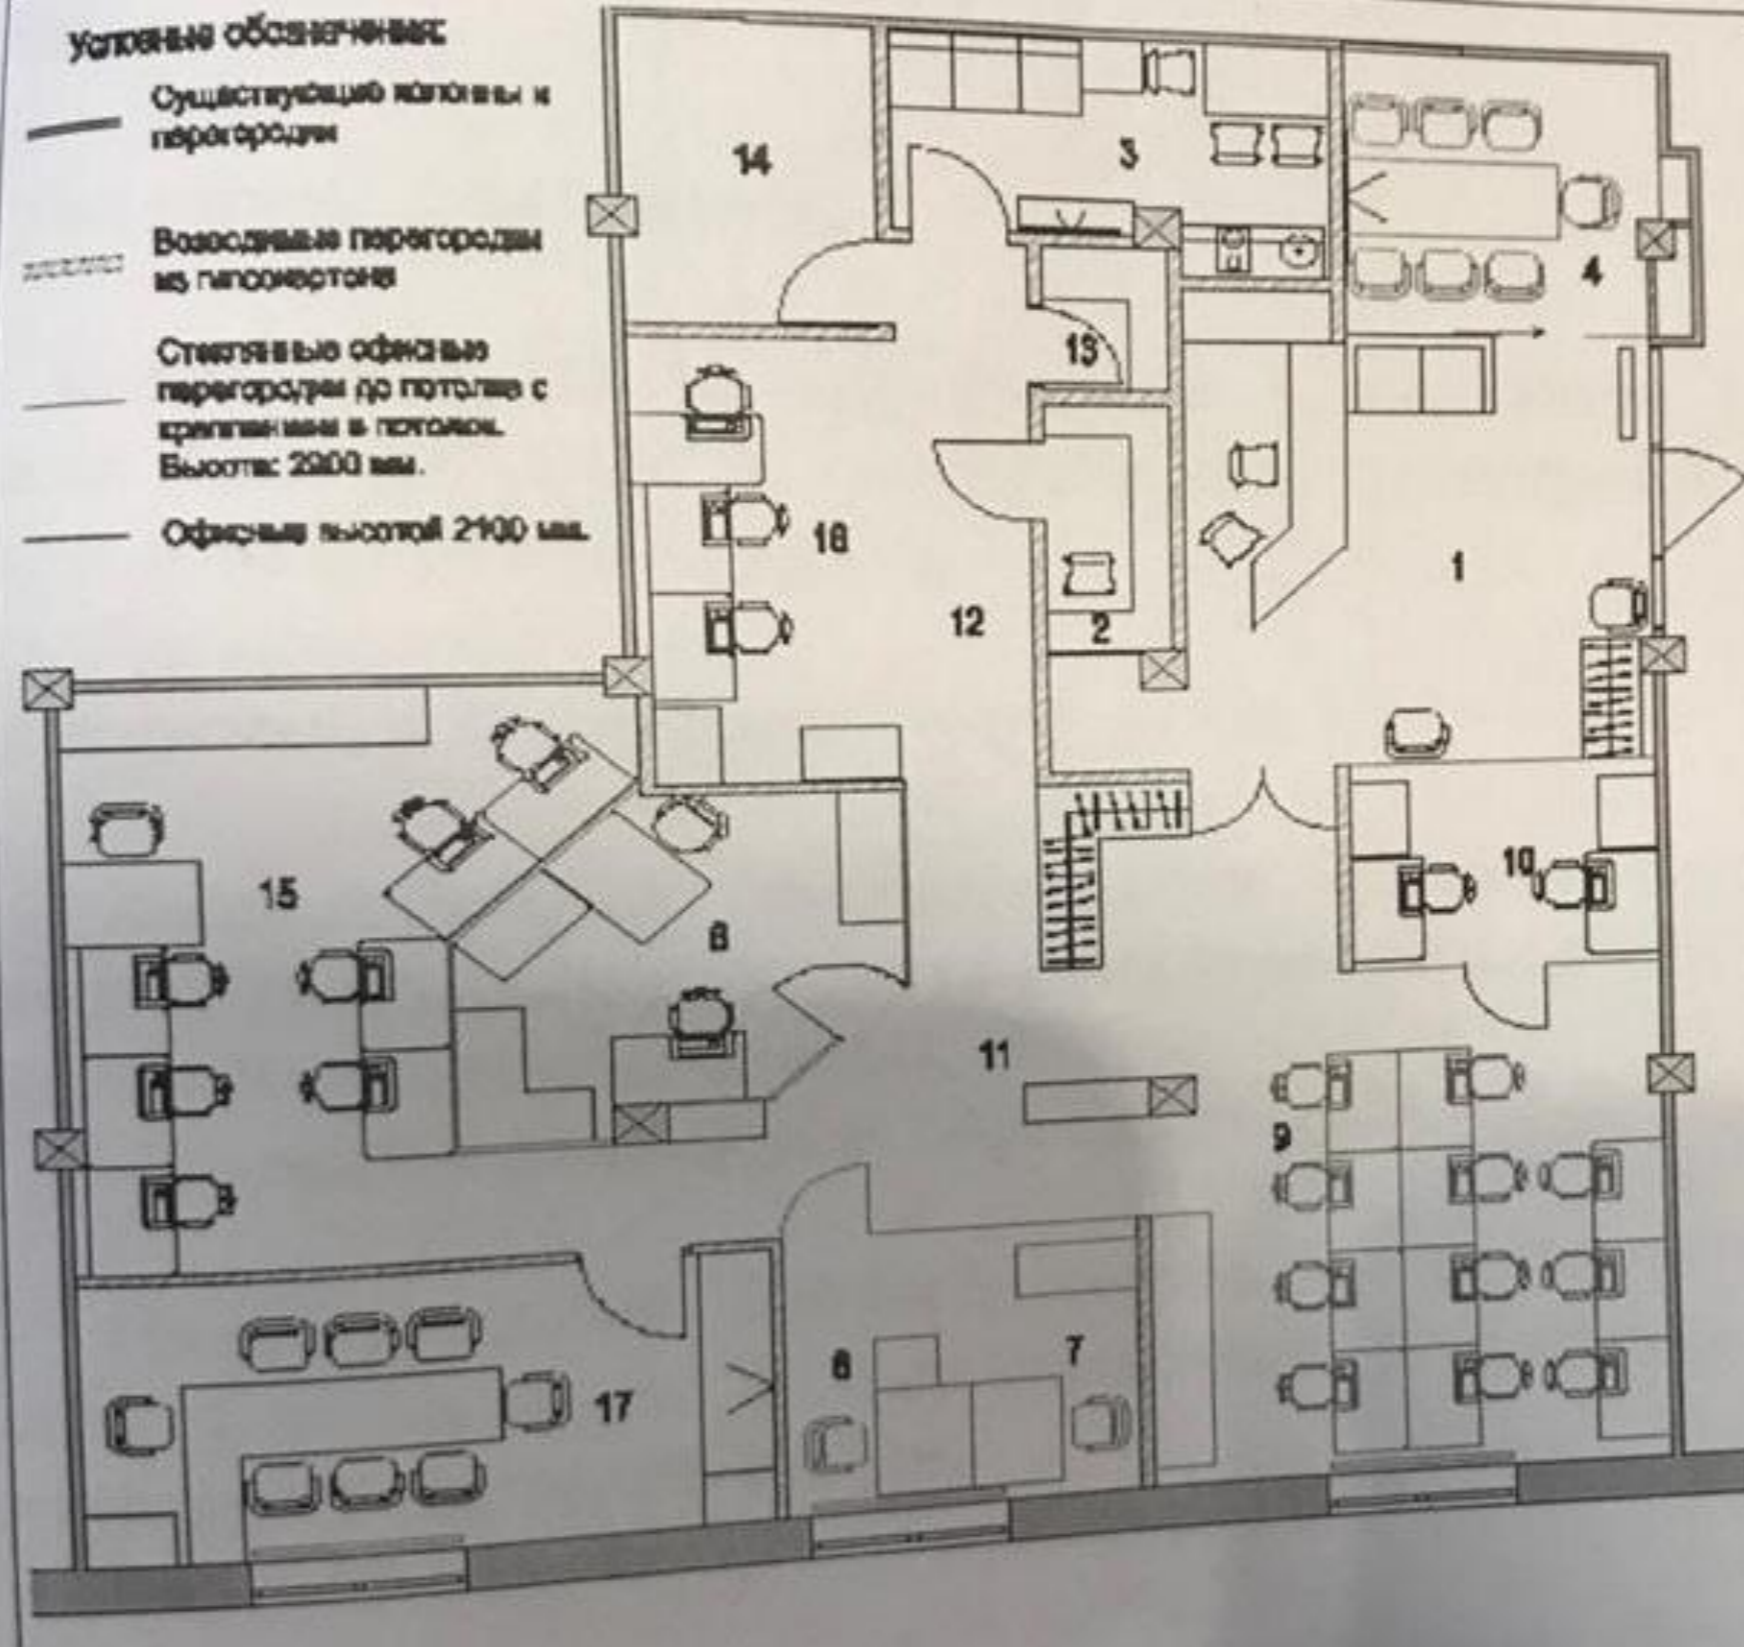 Условные обозначения:
Существующие колонны и
перегородки
Возводимые перегородки
из гипсокартона
Стеклянные офисные
перегородки до потолка с
креплением в потолок.
Высота: 2900 мм.
Офисные высотой 2100 мм.
14
3
4
13
16
1
12
2
10
15
8
11
9
6
7
17